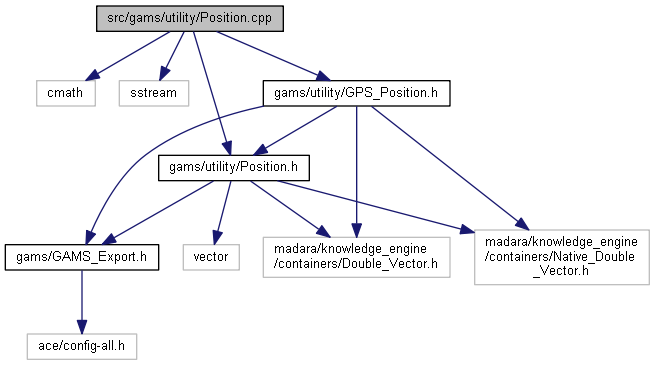 src/gams/utility/Position.cpp
cmath
sstream
gams/utility/GPS_Position.h
gams/utility/Position.h
gams/GAMS_Export.h
vector
madara/knowledge_engine
/containers/Double_Vector.h
madara/knowledge_engine
/containers/Native_Double
_Vector.h
ace/config-all.h